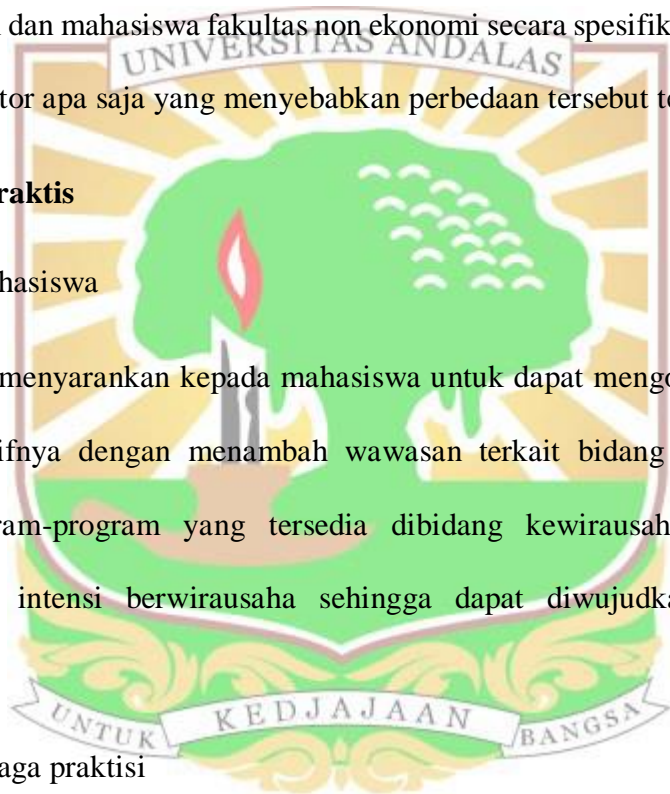 dan mahasiswa fakultas non ekonomi secara spesifik
UNIVERSITAS ANDALAS
tor apa saja yang menyebabkan perbedaan tersebut te
raktis
hasiswa
menyarankan kepada mahasiswa untuk dapat mengo
ifnya dengan menambah wawasan terkait bidang
ram-program yang tersedia dibidang kewirausah
intensi berwirausaha sehingga dapat diwujudka
UNTUK KEDJAJAAN BANGSA
aga praktisi